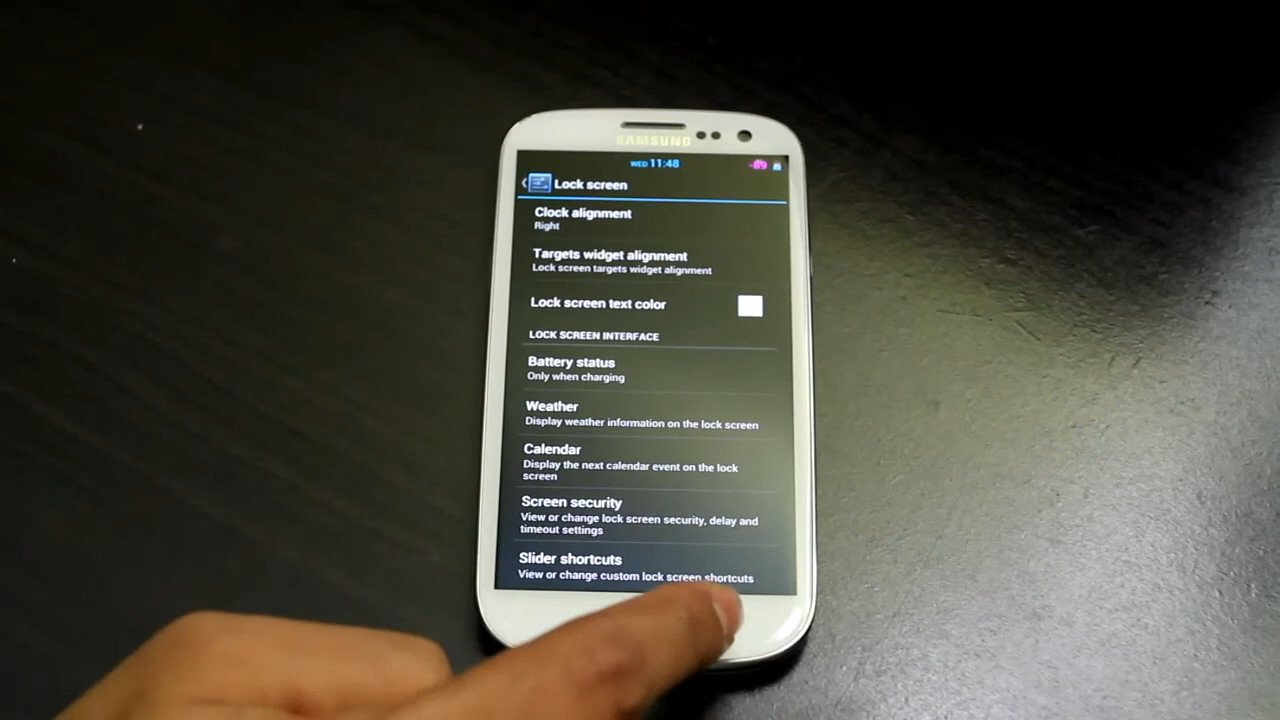 SAMSUNG
WED 11:48
-89
Lock screen
Clock alignment
Right
Targets widget alignment
Lock screen targets widget alignment
Lock screen text color
LOCK SCREEN INTERFACE
Battery status
Only when charging
Weather
Display weather information on the lock screen
Calendar
Display the next calendar event on the lock
screen
Screen security
View or change lock screen security, delay and
timeout settings
Slider shortcuts
View or change custom lock screen shortcuts